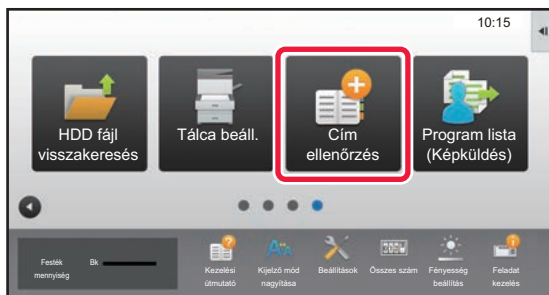 10:15
HDD fájl
visszakeresés
Tálca beáll.
Cím
ellenőrzés
Program lista
(Képküldés)
Festék
mennyiség
Bk
Kezelési
útmutató
Kijelző mód
nagyítása
Beállítások
Összes szám
Fényesség
beállítás
Feladat
kezelés